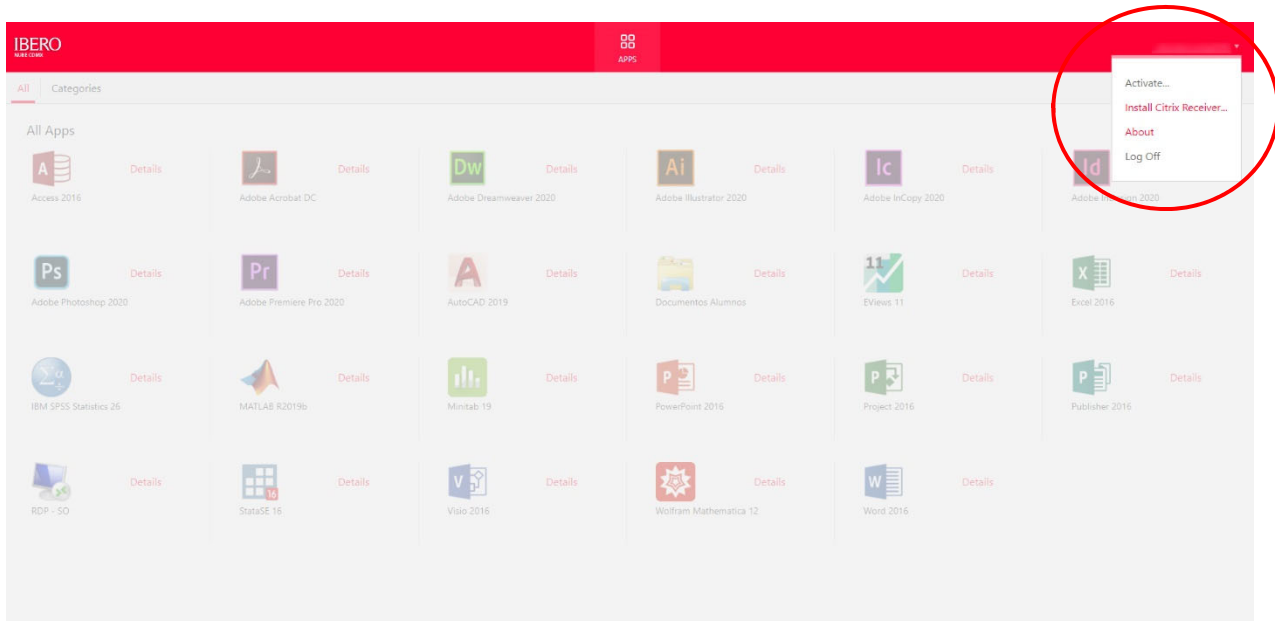 IBERO
NUBE CDMX
APPS
Activate...
Install Citrix Receiver...
About
Log Off
All Categories
All Apps
Details Details Details Details Details
Access 2016 Adobe Acrobat DC Adobe Dreamweaver 2020 Adobe Illustrator 2020 Adobe InCopy 2020 2020
Details Details Details Details Details Details
Adobe Photoshop 2020 Adobe Premiere Pro 2020 AutoCAD 2019 Documentos Alumnos EViews 11 Excel 2016
Details Details Details Details Details Details
IBM SPSS Statistics 26 MATLAB R2019b Minitab 19 PowerPoint 2016 Project 2016 Publisher 2016
Details Details Details Details Details
RDP - SO StataSE 16 Visio 2016 Wolfram Mathematica 12 Word 2016